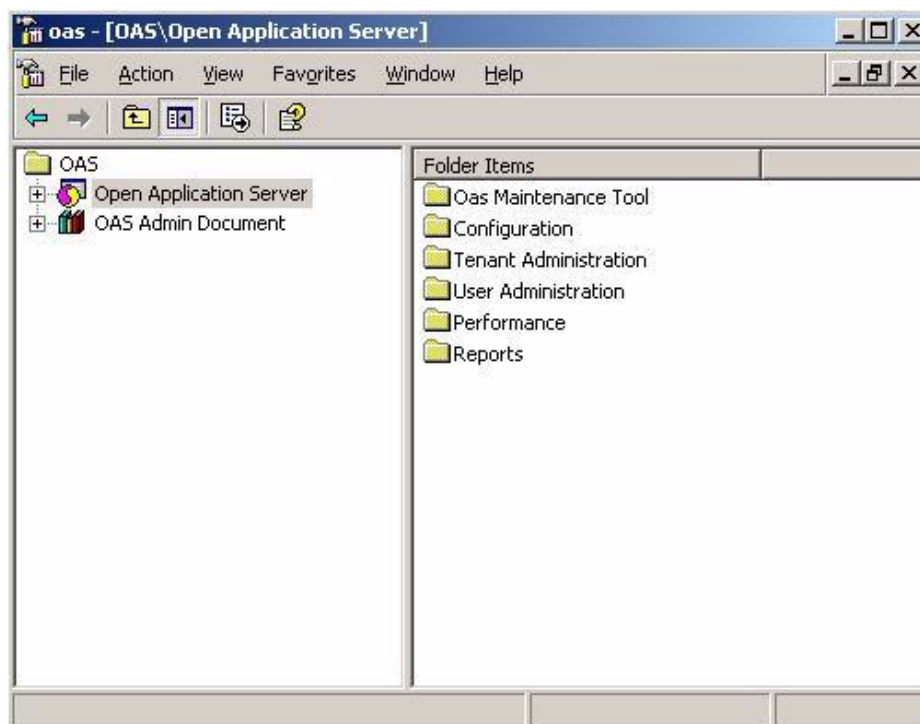 oas - [OAS\Open Application Server]
File Action View Favorites Window Help
OAS
Open Application Server
OAS Admin Document
Folder Items
Oas Maintenance Tool
Configuration
Tenant Administration
User Administration
Performance
Reports